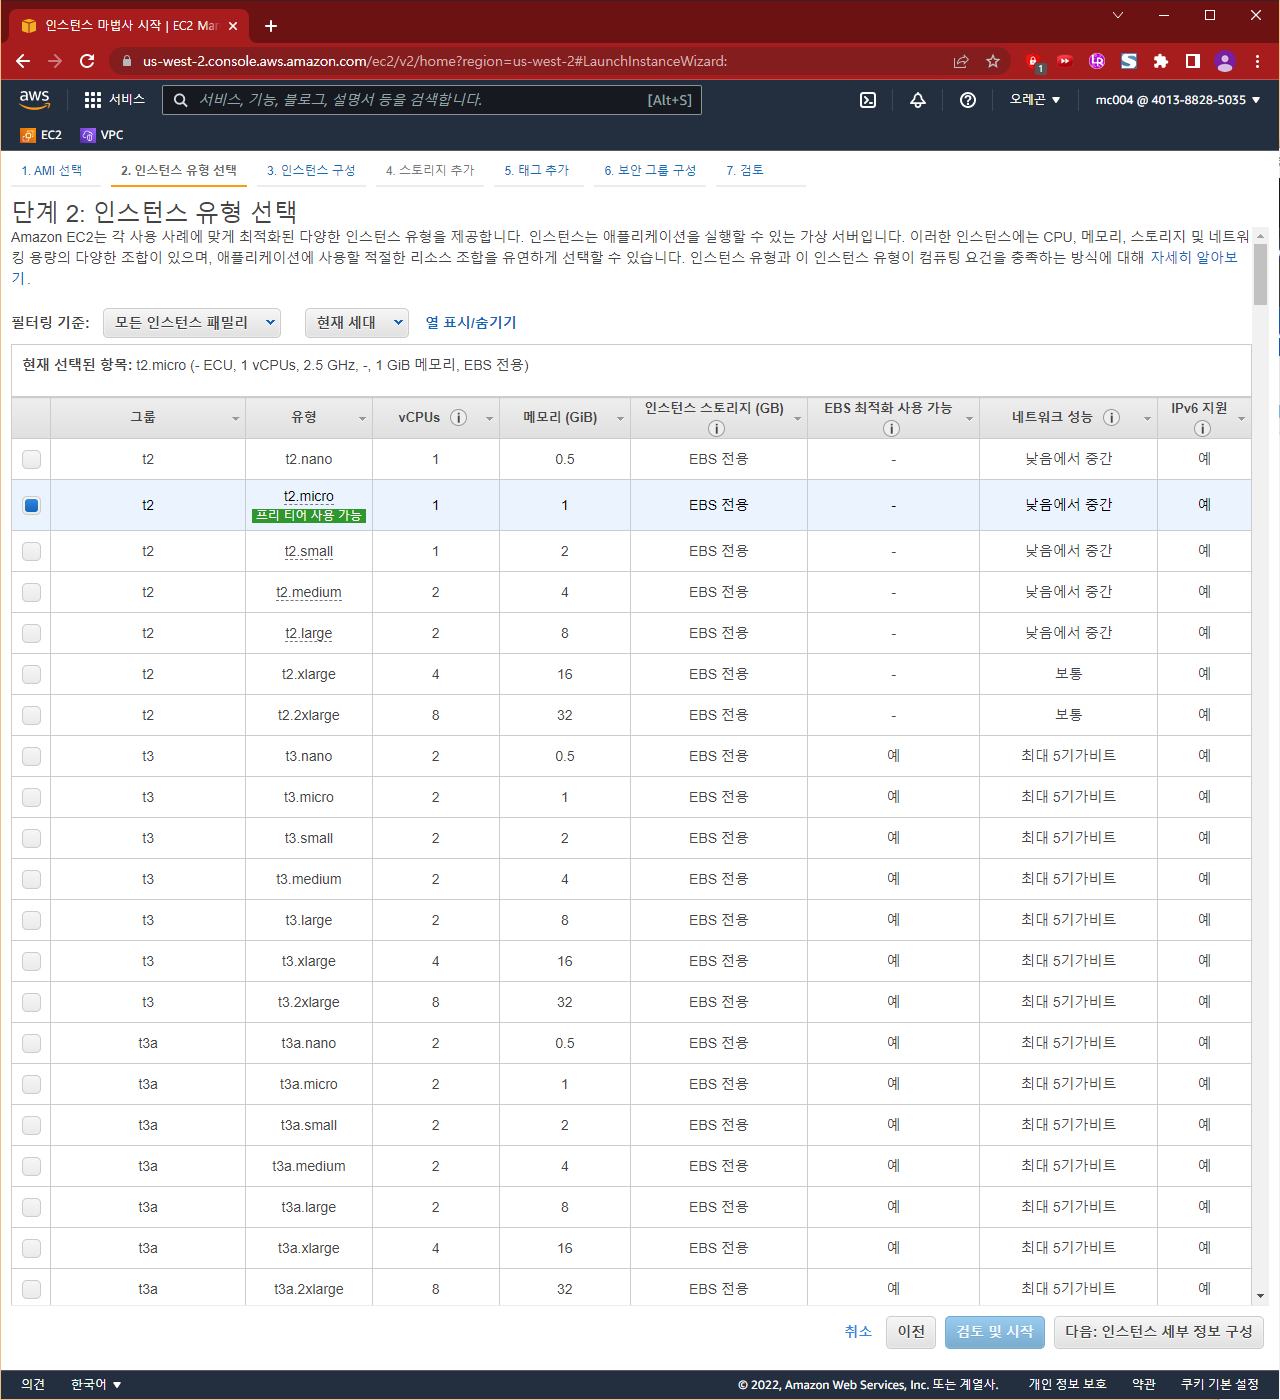 인스턴스 마법사 시작 | EC2 Mar
us-west-2.console.aws.amazon.com/ec2/v2/home?region=us-west-2#LaunchInstanceWizard:
1
aws
서비스
서비스, 기능, 블로그, 설명서 등을 검색합니다.
[Alt+S]
오레곤 ▼
mc004 @ 4013-8828-5035 ▼
EC2
VPC
1. AMI 선택
2. 인스턴스 유형 선택
3. 인스턴스 구성
4. 스토리지 추가
5. 태그 추가
6. 보안 그룹 구성
7. 검토
단계 2: 인스턴스 유형 선택
Amazon EC2는 각 사용 사례에 맞게 최적화된 다양한 인스턴스 유형을 제공합니다. 인스턴스는 애플리케이션을 실행할 수 있는 가상 서버입니다. 이러한 인스턴스에는 CPU, 메모리, 스토리지 및 네트워
킹 용량의 다양한 조합이 있으며, 애플리케이션에 사용할 적절한 리소스 조합을 유연하게 선택할 수 있습니다. 인스턴스 유형과 이 인스턴스 유형이 컴퓨팅 요건을 충족하는 방식에 대해 자세히 알아보
기.
필터링 기준:
모든 인스턴스 패밀리
현재 세대
열 표시/숨기기
현재 선택된 항목: t2.micro (- ECU, 1 vCPUs, 2.5 GHz, -, 1 GiB 메모리, EBS 전용)
그룹 유형 vCPUs 메모리 (GiB) 인스턴스 스토리지 (GB) EBS 최적화 사용 가능 네트워크 성능 IPv6 지원
t2 t2.nano 1 0.5 EBS 전용 - 낮음에서 중간 예
t2 t2.micro 프리 티어 사용 가능 1 1 EBS 전용 - 낮음에서 중간 예
t2 t2.small 1 2 EBS 전용 - 낮음에서 중간 예
t2 t2.medium 2 4 EBS 전용 - 낮음에서 중간 예
t2 t2.large 2 8 EBS 전용 - 낮음에서 중간 예
t2 t2.xlarge 4 16 EBS 전용 - 보통 예
t2 t2.2xlarge 8 32 EBS 전용 - 보통 예
t3 t3.nano 2 0.5 EBS 전용 예 최대 5기가비트 예
t3 t3.micro 2 1 EBS 전용 예 최대 5기가비트 예
t3 t3.small 2 2 EBS 전용 예 최대 5기가비트 예
t3 t3.medium 2 4 EBS 전용 예 최대 5기가비트 예
t3 t3.large 2 8 EBS 전용 예 최대 5기가비트 예
t3 t3.xlarge 4 16 EBS 전용 예 최대 5기가비트 예
t3 t3.2xlarge 8 32 EBS 전용 예 최대 5기가비트 예
t3a t3a.nano 2 0.5 EBS 전용 예 최대 5기가비트 예
t3a t3a.micro 2 1 EBS 전용 예 최대 5기가비트 예
t3a t3a.small 2 2 EBS 전용 예 최대 5기가비트 예
t3a t3a.medium 2 4 EBS 전용 예 최대 5기가비트 예
t3a t3a.large 2 8 EBS 전용 예 최대 5기가비트 예
t3a t3a.xlarge 4 16 EBS 전용 예 최대 5기가비트 예
t3a t3a.2xlarge 8 32 EBS 전용 예 최대 5기가비트 예
취소
이전
검토 및 시작
다음: 인스턴스 세부 정보 구성
의견
한국어 ▼
© 2022, Amazon Web Services, Inc. 또는 계열사.
개인 정보 보호
약관
쿠키 기본 설정